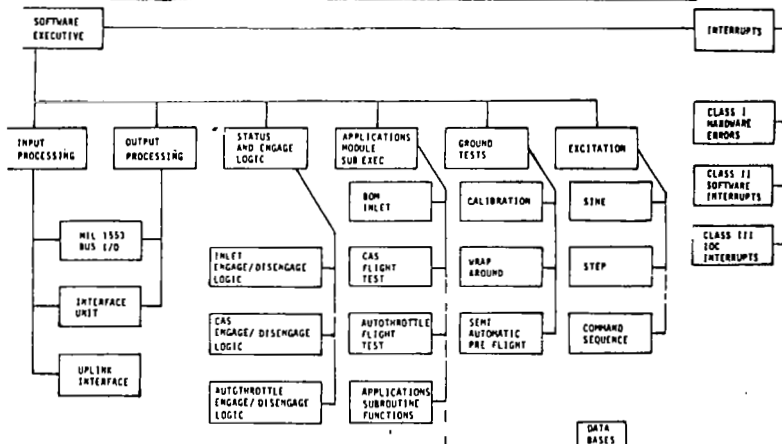 SOFTWARE
EXECUTIVE
INTERRUPTS
INPUT
PROCESSING
OUTPUT
PROCESSING
STATUS
AND ENGAGE
LOGIC
APPLICATIONS
MODULE
SUB EXEC
GROUND
TESTS
EXCITATION
CLASS I
HARDWARE
ERRORS
CLASS II
SOFTWARE
INTERRUPTS
CLASS III
IOC
INTERRUPTS
MIL 1553
BUS I/O
INTERFACE
UNIT
UPLINK
INTERFACE
INLET
ENGAGE/DISENGAGE
LOGIC
CAS
ENGAGE/ DISENGAGE
LOGIC
AUTOTHROTTLE
ENGAGE/ DISENGAGE
LOGIC
BOM
INLET
CAS
FLIGHT
TEST
AUTOTHROTTLE
FLIGHT
TEST
APPLICATIONS
SUBROUTINE
FUNCTIONS
CALIBRATION
WRAP
AROUND
SEMI
AUTOMATIC
PRE FLIGHT
SINE
STEP
COMMAND
SEQUENCE
DATA
BASES